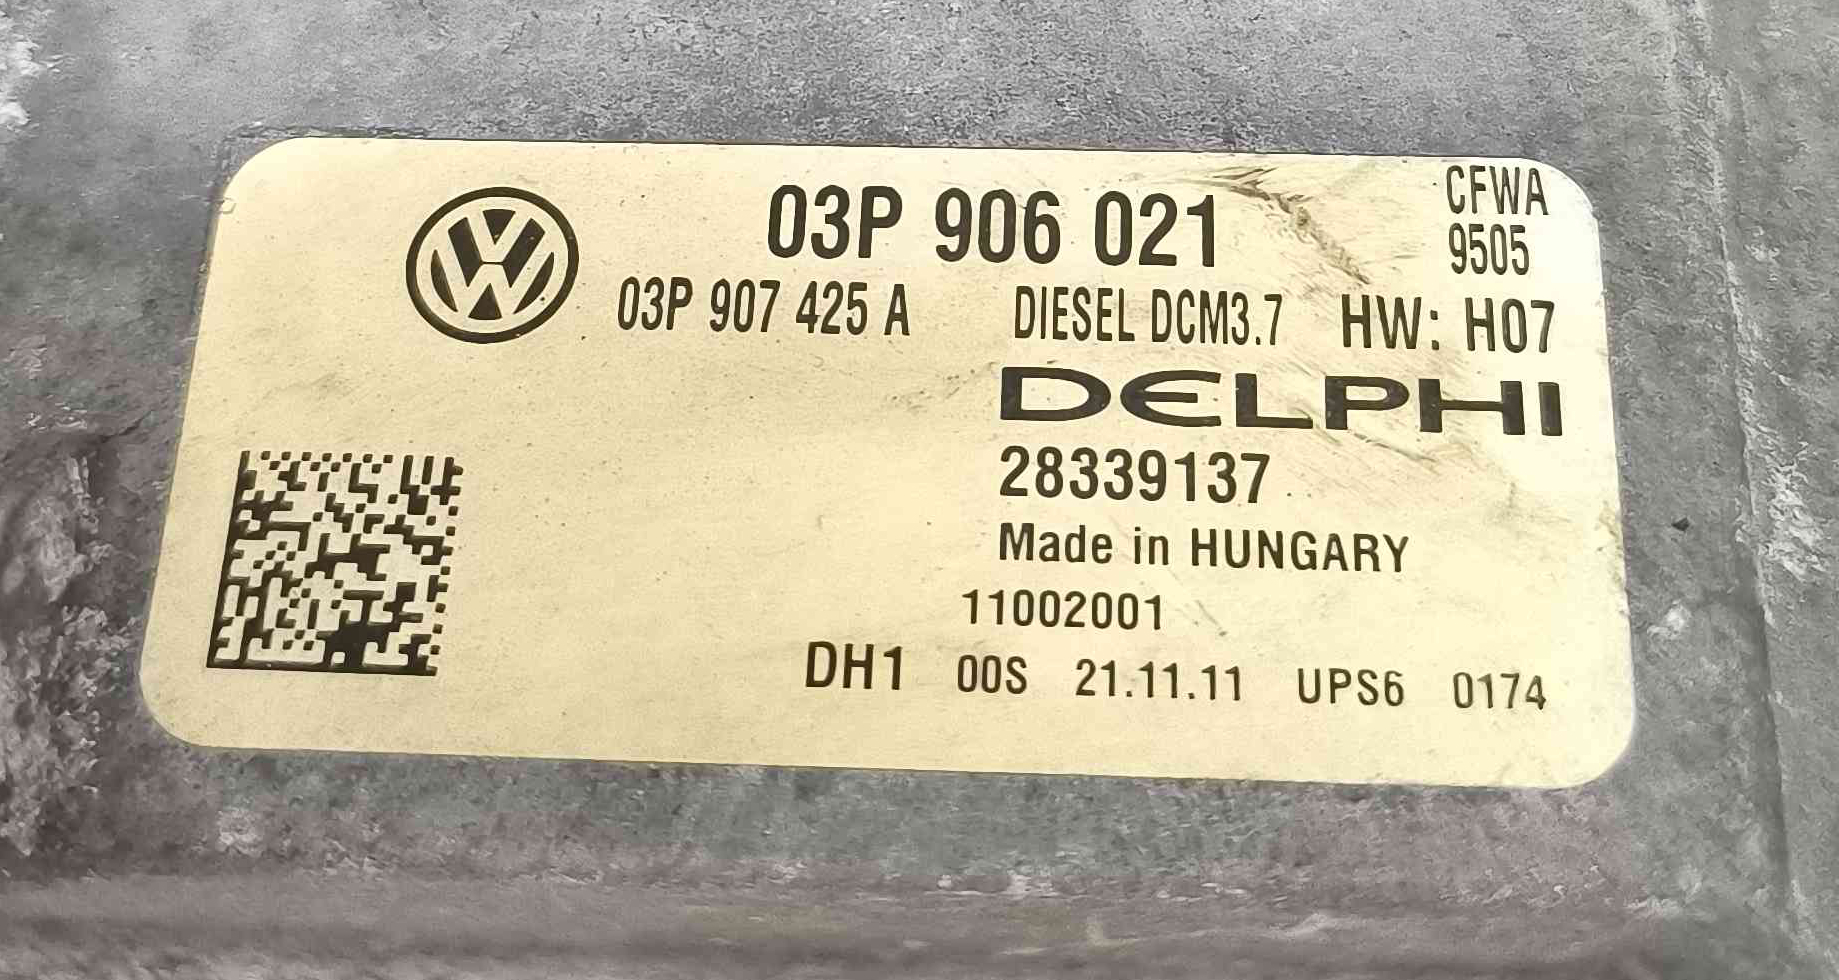 03P 906 021
CFWA
9505
03P 907 425 A DIESEL DCM3.7 HW: H07
DELPHI
28339137
Made in HUNGARY
11002001
DH1 00S 21.11.11 UPS6 0174